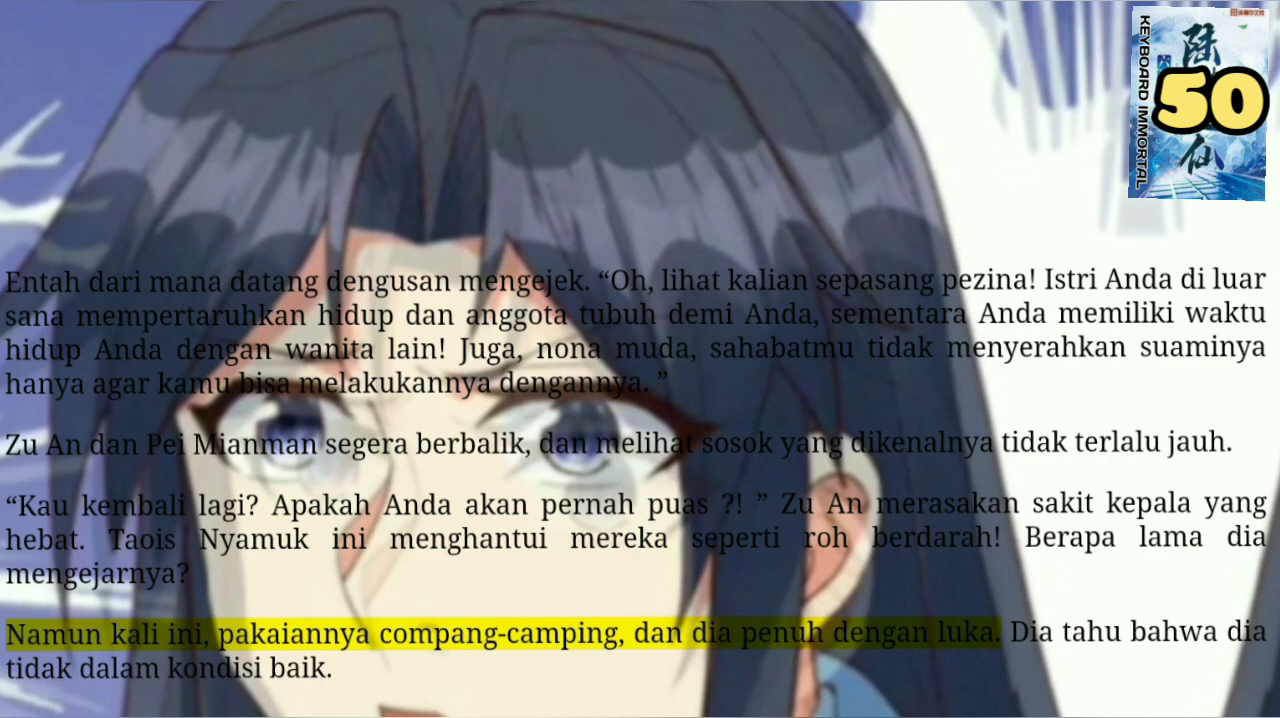 KEYBOARD IMMORTAL
50
仙
Entah dari mana datang dengusan mengejek. “Oh, lihat kalian sepasang pezina! Istri Anda di luar
sana mempertaruhkan hidup dan anggota tubuh demi Anda, sementara Anda memiliki waktu
hidup Anda dengan wanita lain! Juga, nona muda, sahabatmu tidak menyerahkan suaminya
hanya agar kamu bisa melakukannya dengannya. ”
Zu An dan Pei Mianman segera berbalik, dan melihat sosok yang dikenalnya tidak terlalu jauh.
“Kau kembali lagi? Apakah Anda akan pernah puas ?! ” Zu An merasakan sakit kepala yang
hebat. Taois Nyamuk ini menghantui mereka seperti roh berdarah! Berapa lama dia
mengejarnya?
Namun kali ini, pakaiannya compang-camping, dan dia penuh dengan luka. Dia tahu bahwa dia
tidak dalam kondisi baik.